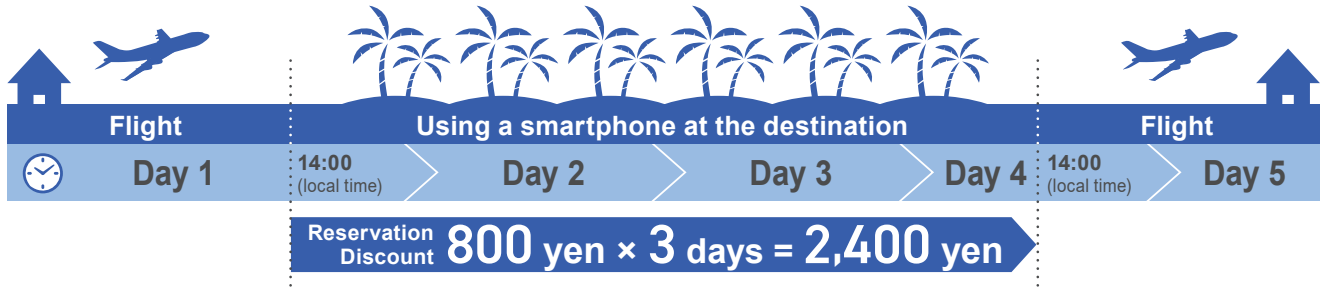 Flight
Using a smartphone at the destination
Flight
Day 1
14:00
(local time)
Day 2
Day 3
Day 4
14:00
(local time)
Day 5
Reservation
Discount
800 yen × 3 days = 2,400 yen